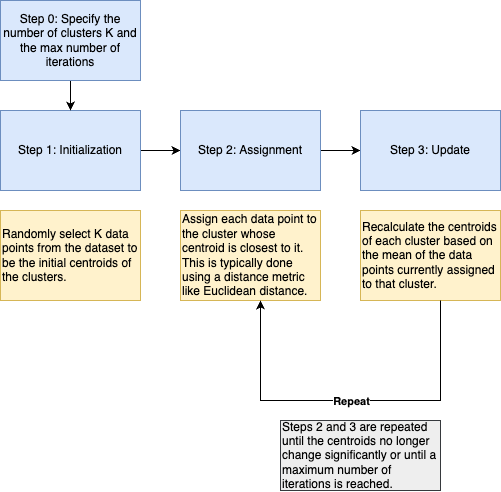 Step 0: Specify the
number of clusters K and
the max number of
iterations
Step 1: Initialization
Step 2: Assignment
Step 3: Update
Randomly select K data
points from the dataset to
be the initial centroids of
the clusters.
Assign each data point to
the cluster whose
centroid is closest to it.
This is typically done
using a distance metric
like Euclidean distance.
Recalculate the centroids
of each cluster based on
the mean of the data
points currently assigned
to that cluster.
Repeat
Steps 2 and 3 are repeated
until the centroids no longer
change significantly or until a
maximum number of
iterations is reached.